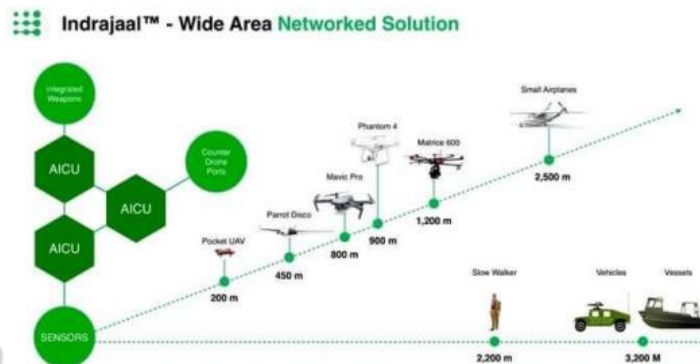 Indrajaal™ - Wide Area Networked Solution
Integrated
Weapons
AICU
AICU
AICU
Counter
Drone
Ports
SENSORS
Pocket UAV
200 m
Parrot Disco
450 m
Mavic Pro
800 m
Phantom 4
900 m
Matrice 600
1,200 m
Small Airplanes
2,500 m
Slow Walker
2,200 m
Vehicles
Vessels
3,200 M